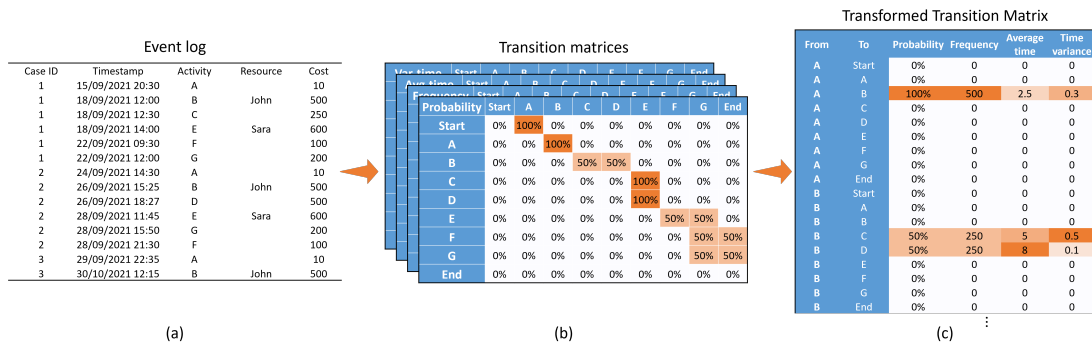 Event log
Case ID Timestamp Activity Resource Cost
1 15/09/2021 20:30 A 10
1 18/09/2021 12:00 B John 500
1 18/09/2021 12:30 C 250
1 18/09/2021 14:00 E Sara 600
1 22/09/2021 09:30 F 100
1 22/09/2021 12:00 G 200
2 24/09/2021 14:30 A 10
2 26/09/2021 15:25 B John 500
2 26/09/2021 18:27 D 500
2 28/09/2021 11:45 E Sara 600
2 28/09/2021 15:50 G 200
2 28/09/2021 21:30 F 100
3 29/09/2021 22:35 A 10
3 30/10/2021 12:15 B John 500
(a)
Transition matrices
Var time Start A B C D E F G End
Avg time Start A B C D E F G End
Frequency Start A B C D E F G End
Probability Start A B C D E F G End
Start 0% 100% 0% 0% 0% 0% 0% 0% 0%
A 0% 0% 100% 0% 0% 0% 0% 0% 0%
B 0% 0% 0% 50% 50% 0% 0% 0% 0%
C 0% 0% 0% 0% 0% 100% 0% 0% 0%
D 0% 0% 0% 0% 0% 100% 0% 0% 0%
E 0% 0% 0% 0% 0% 0% 50% 50% 0%
F 0% 0% 0% 0% 0% 0% 0% 50% 50%
G 0% 0% 0% 0% 0% 0% 0% 50% 50%
End 0% 0% 0% 0% 0% 0% 0% 0% 0%
(b)
Transformed Transition Matrix
From To Probability Frequency Average time Time variance
A Start 0% 0 0 0
A A 0% 0 0 0
A B 100% 500 2.5 0.3
A C 0% 0 0 0
A D 0% 0 0 0
A E 0% 0 0 0
A F 0% 0 0 0
A G 0% 0 0 0
A End 0% 0 0 0
B Start 0% 0 0 0
B A 0% 0 0 0
B B 0% 0 0 0
B C 50% 250 5 0.5
B D 50% 250 8 0.1
B E 0% 0 0 0
B F 0% 0 0 0
B G 0% 0 0 0
B End 0% 0 0 0
⋮
(c)